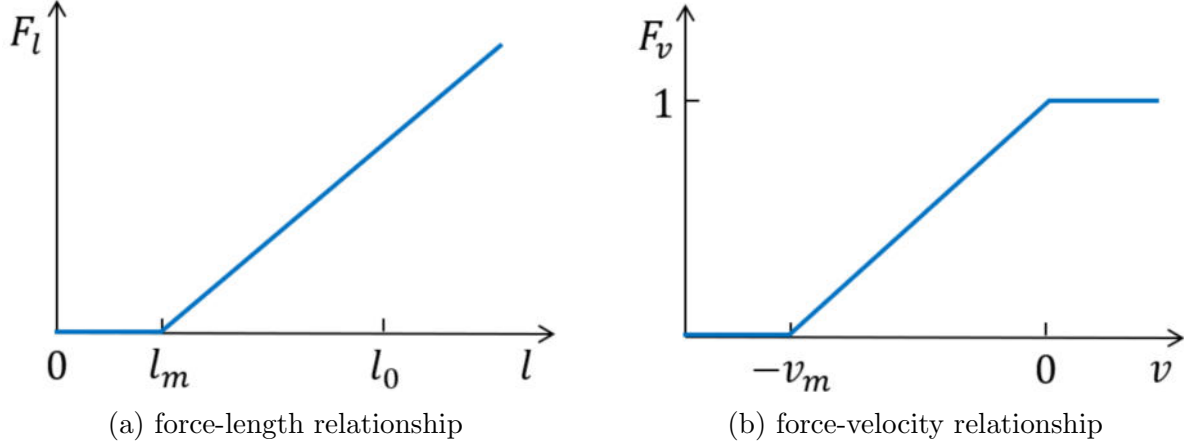 F_l
0 l_m l_0 l
(a) force-length relationship
F_v
1
-v_m 0 v
(b) force-velocity relationship